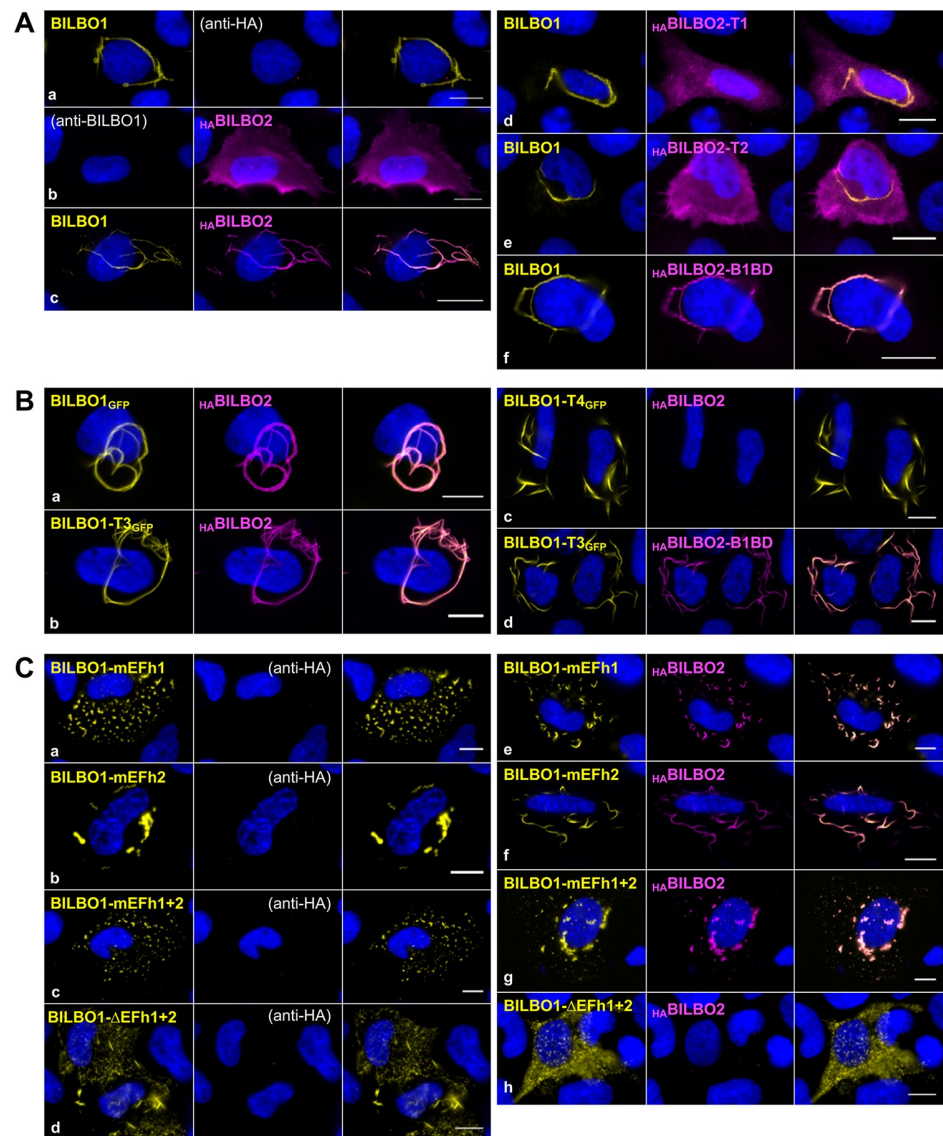 A
BILBO1 (anti-HA)
a
(anti-BILBO1) HABILBO2
b
BILBO1 HABILBO2
c
BILBO1 HABILBO2-T1
d
BILBO1 HABILBO2-T2
e
BILBO1 HABILBO2-B1BD
f
B
BILBO1GFP HABILBO2
a
BILBO1-T3GFP HABILBO2
b
BILBO1-T4GFP HABILBO2
c
BILBO1-T3GFP HABILBO2-B1BD
d
C
BILBO1-mEFh1 (anti-HA)
a
BILBO1-mEFh2 (anti-HA)
b
BILBO1-mEFh1+2 (anti-HA)
c
BILBO1-ΔEFh1+2 (anti-HA)
d
BILBO1-mEFh1 HABILBO2
e
BILBO1-mEFh2 HABILBO2
f
BILBO1-mEFh1+2 HABILBO2
g
BILBO1-ΔEFh1+2 HABILBO2
h